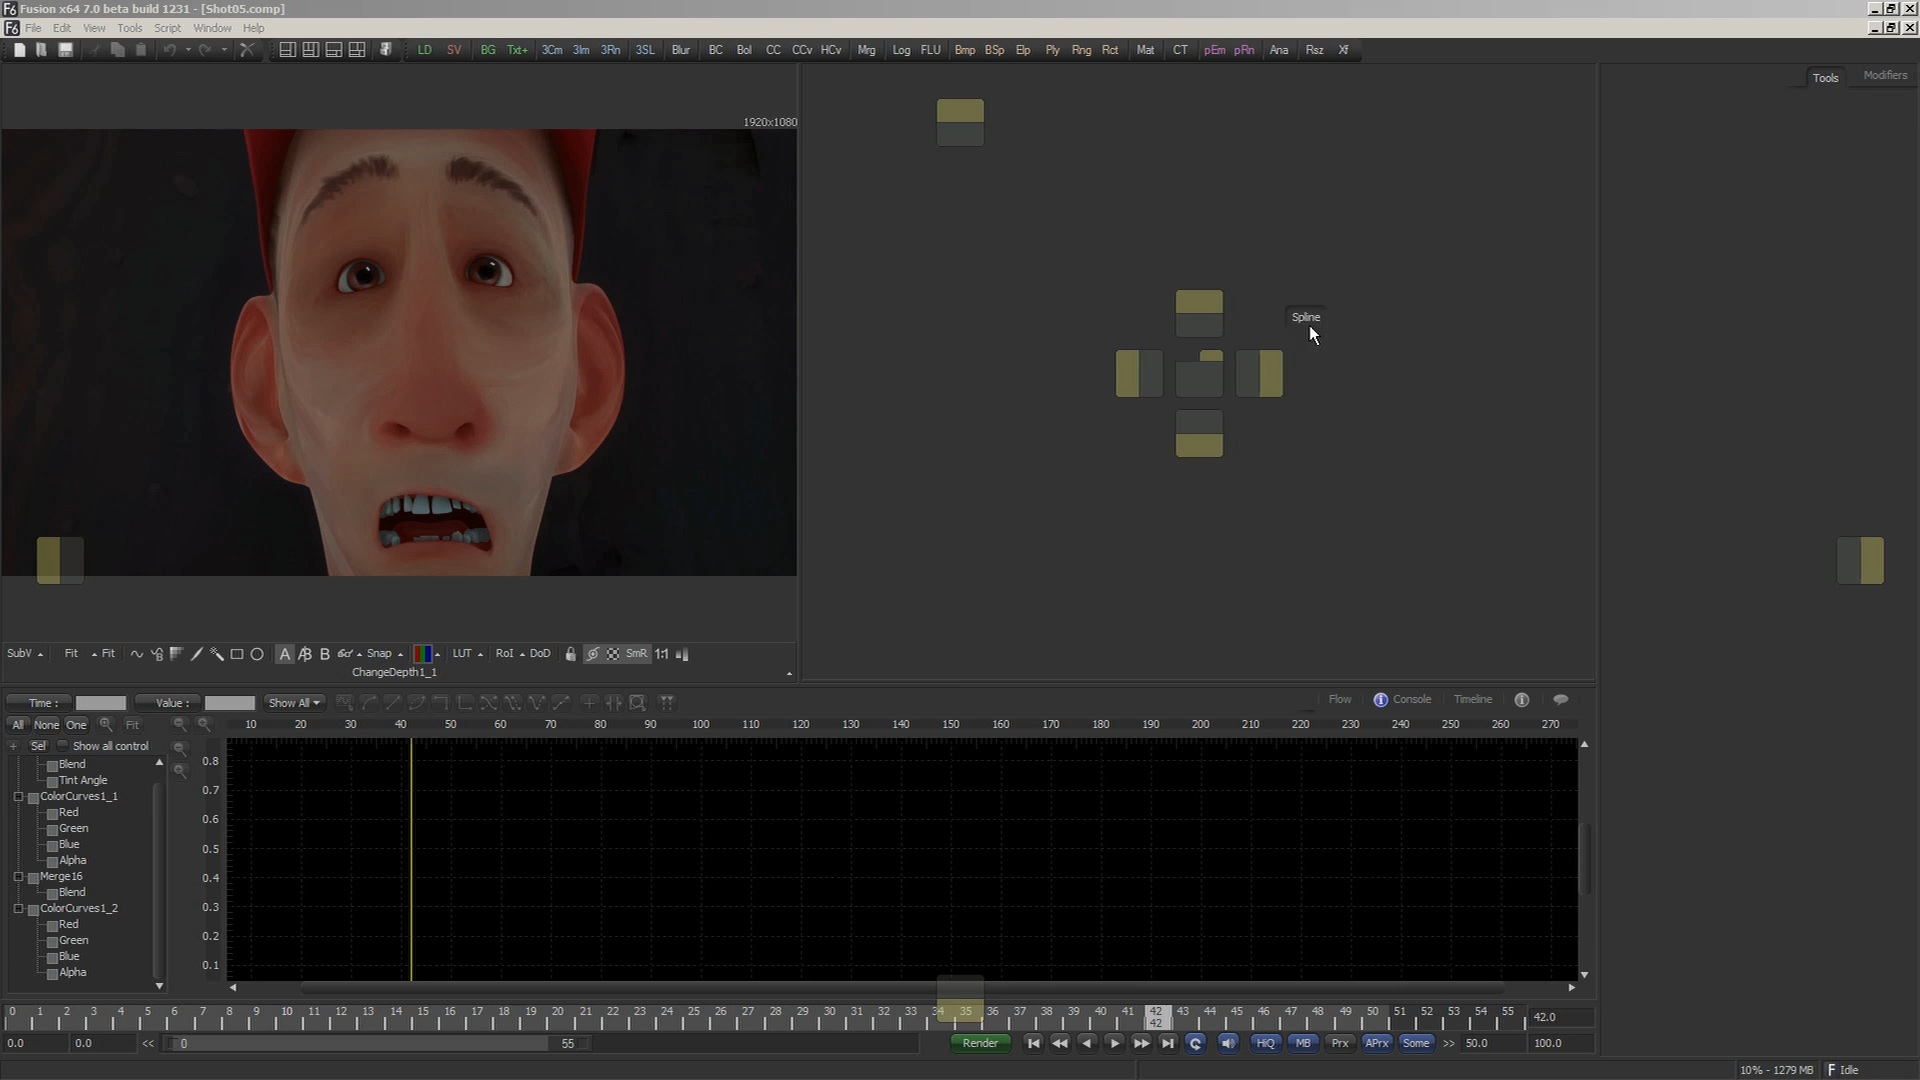 Fusion x64 7.0 beta build 1231 - [Shot05.comp]
File Edit View Tools Script Window Help
LD SV BG Txt+ 3Cm 3Im 3Rn 3SL Blur BC Bol CC CCv HCv Mrg Log FLU Bmp BSp Elp Ply Rng Rct Mat CT pEm pRn Ana Rsz Xf
Tools Modifiers
1920x1080
Spline
SubV Fit Fit A B Snap LUT RoI DoD SmR 1:1
ChangeDepth1_1
Time : Value : Show All Flow Console Timeline
All None One Fit 10 20 30 40 50 60 70 80 90 100 110 120 130 140 150 160 170 180 190 200 210 220 230 240 250 260 270
Sel Show all control
Blend
Tint Angle
ColorCurves1_1
Red
Green
Blue
Alpha
Merge16
Blend
ColorCurves1_2
Red
Green
Blue
Alpha
0.8
0.7
0.6
0.5
0.4
0.3
0.2
0.1
0 1 2 3 4 5 6 7 8 9 10 11 12 13 14 15 16 17 18 19 20 21 22 23 24 25 26 27 28 29 30 31 32 33 34 35 36 37 38 39 40 41 42 43 44 45 46 47 48 49 50 51 52 53 54 55 42.0
42
0.0 0.0 << 0 55 Render HiQ MB Prx APrx Some >> 50.0 100.0
10% - 1279 MB Idle